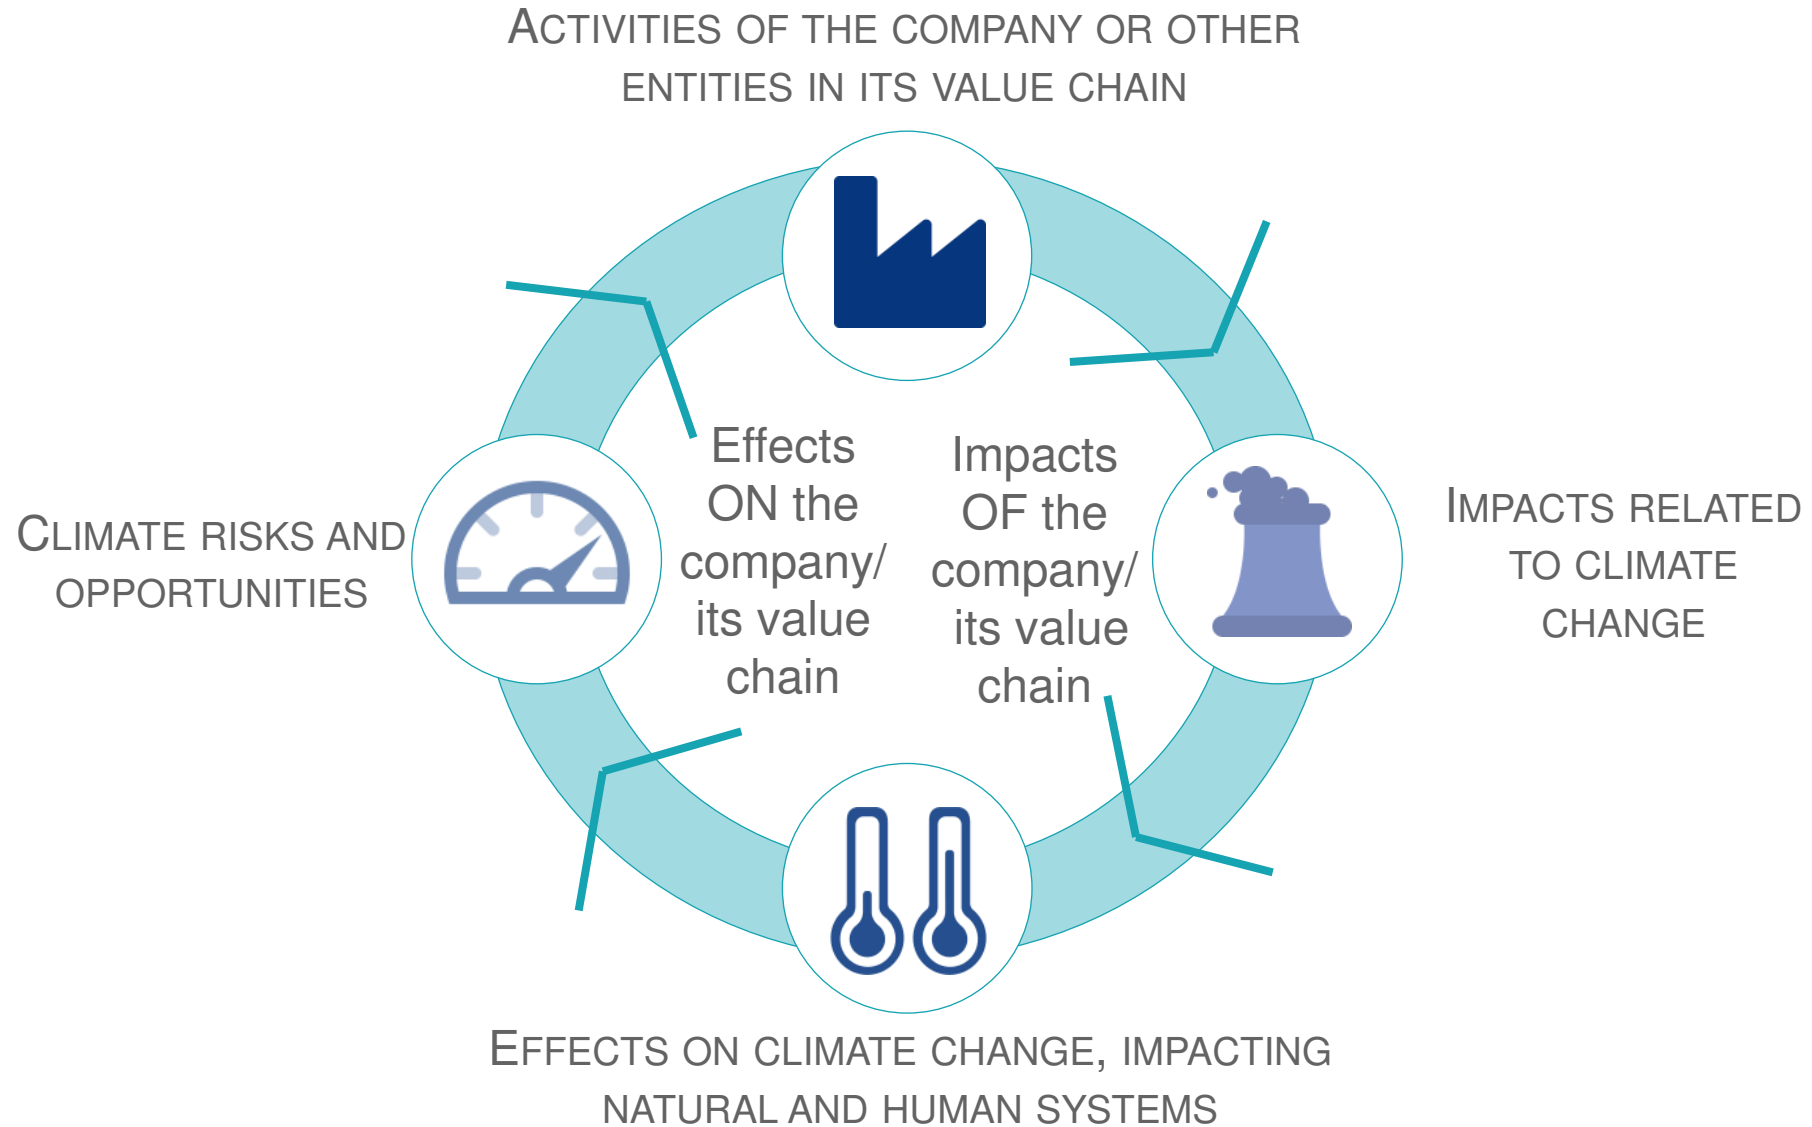 ACTIVITIES OF THE COMPANY OR OTHER
ENTITIES IN ITS VALUE CHAIN
Effects
ON the
company/
its value
chain
Impacts
OF the
company/
its value
chain
CLIMATE RISKS AND
OPPORTUNITIES
IMPACTS RELATED
TO CLIMATE
CHANGE
EFFECTS ON CLIMATE CHANGE, IMPACTING
NATURAL AND HUMAN SYSTEMS